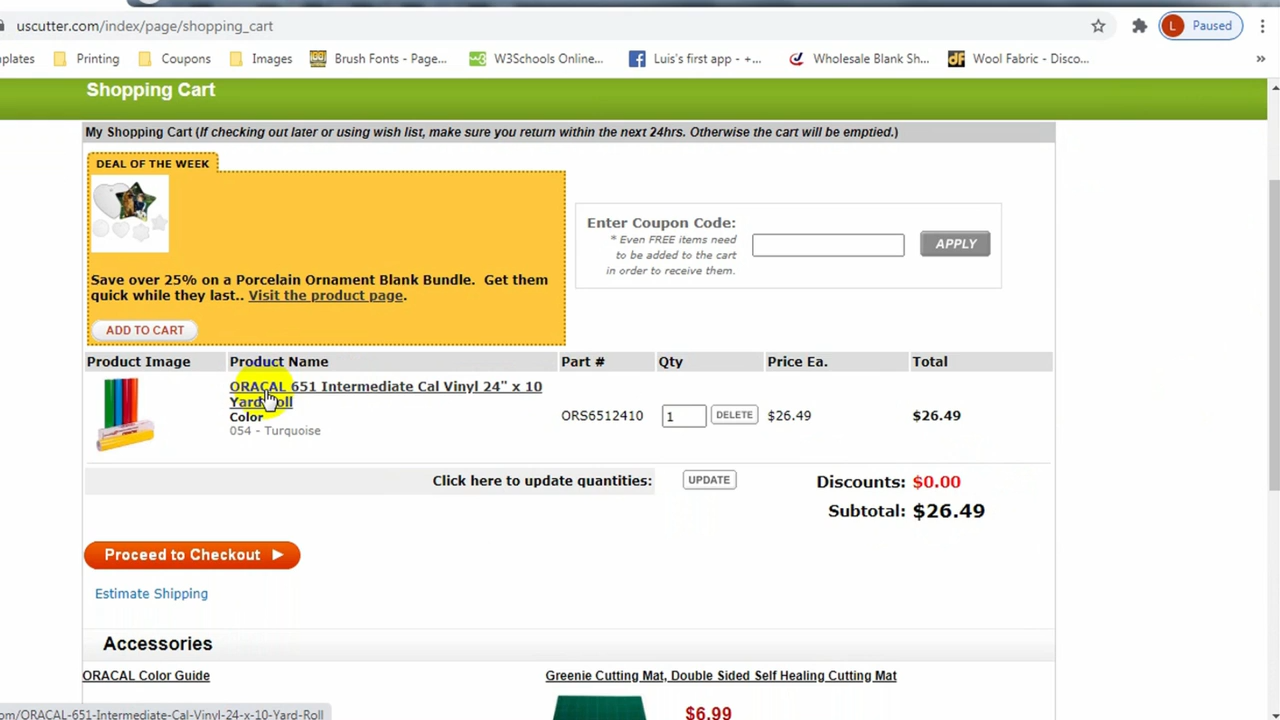 uscutter.com/index/page/shopping_cart
L Paused
plates Printing Coupons Images Brush Fonts - Page... W3Schools Online... Luis's first app - +... Wholesale Blank Sh... Wool Fabric - Disco... »
Shopping Cart
My Shopping Cart (If checking out later or using wish list, make sure you return within the next 24hrs. Otherwise the cart will be emptied.)
DEAL OF THE WEEK
Save over 25% on a Porcelain Ornament Blank Bundle. Get them
quick while they last.. Visit the product page.
ADD TO CART
Enter Coupon Code:
* Even FREE items need
to be added to the cart
in order to receive them.
APPLY
Product Image Product Name Part # Qty Price Ea. Total
ORACAL 651 Intermediate Cal Vinyl 24" x 10
Yard Roll
Color
054 - Turquoise
ORS6512410 1 DELETE $26.49 $26.49
Click here to update quantities: UPDATE
Discounts: $0.00
Subtotal: $26.49
Proceed to Checkout
Estimate Shipping
Accessories
ORACAL Color Guide
Greenie Cutting Mat, Double Sided Self Healing Cutting Mat
$6.99
om/ORACAL-651-Intermediate-Cal-Vinyl-24-x-10-Yard-Roll